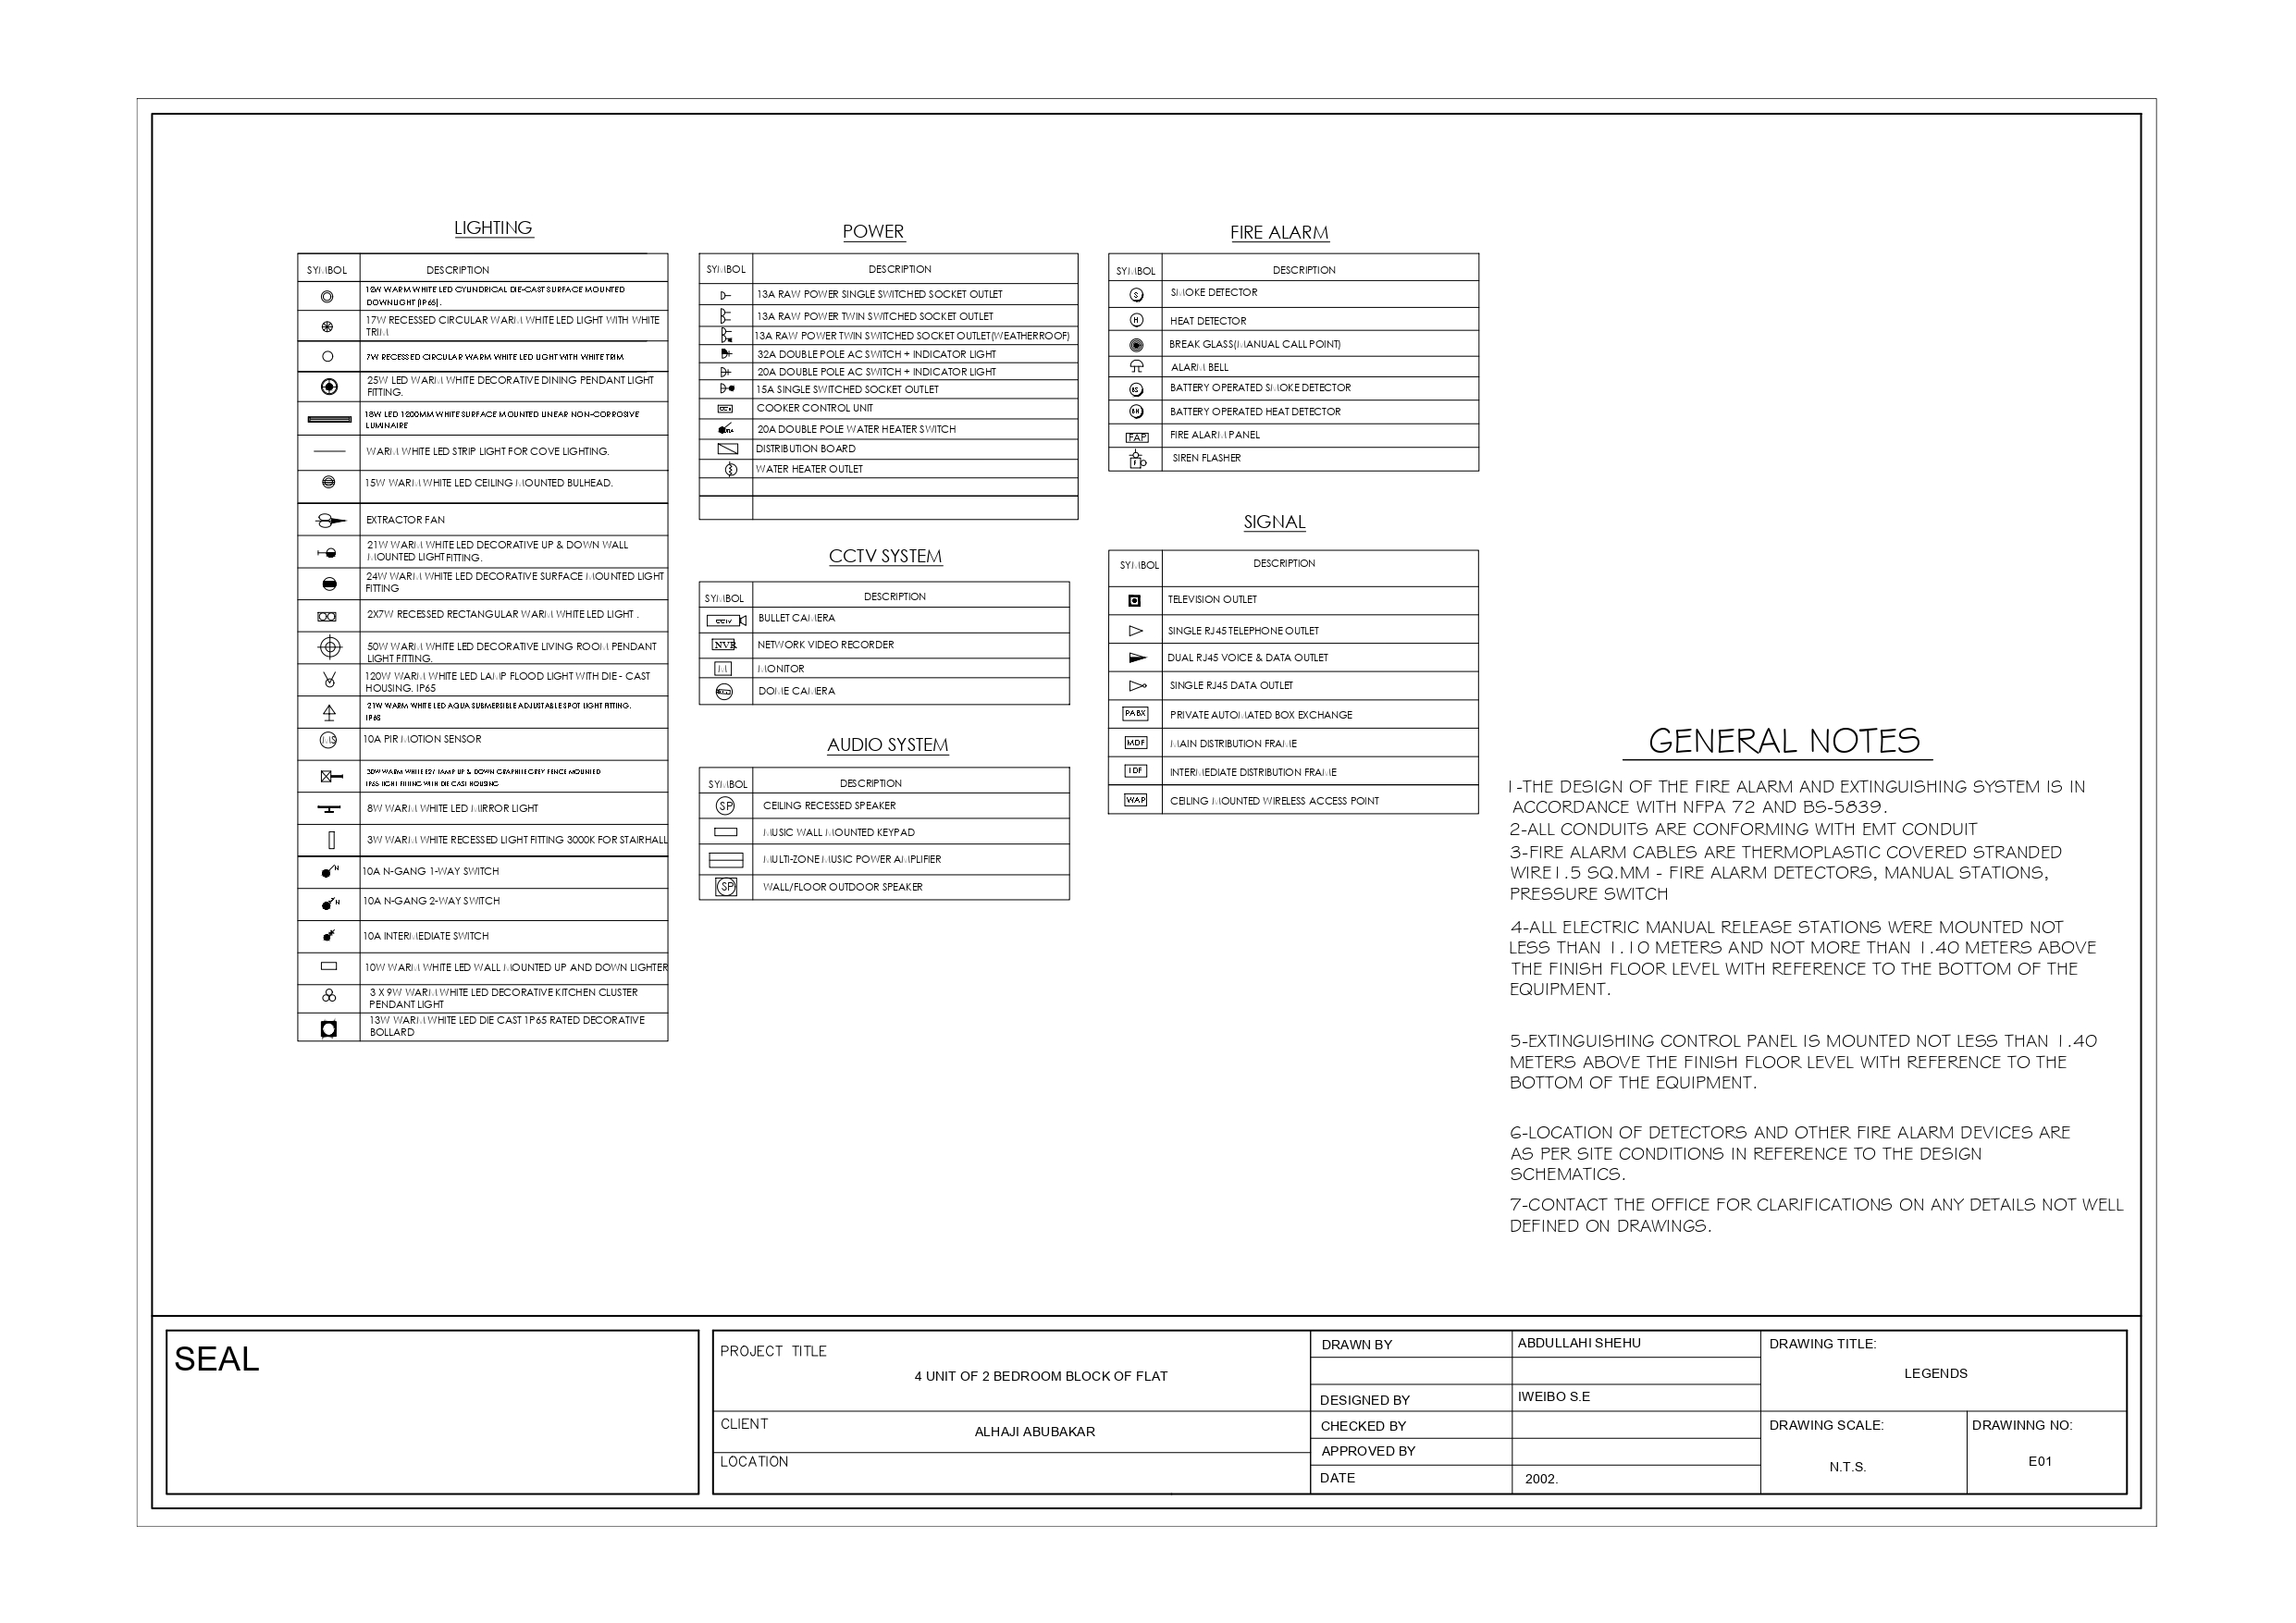 LIGHTING
SYMBOL DESCRIPTION
12W WARM WHITE LED CYLINDRICAL DIE-CAST SURFACE MOUNTED
DOWNLIGHT (IP65).
17W RECESSED CIRCULAR WARM WHITE LED LIGHT WITH WHITE
TRIM
7W RECESSED CIRCULAR WARM WHITE LED LIGHT WITH WHITE TRIM
25W LED WARM WHITE DECORATIVE DINING PENDANT LIGHT
FITTING.
18W LED 1200MM WHITE SURFACE MOUNTED LINEAR NON-CORROSIVE
LUMINAIRE
WARM WHITE LED STRIP LIGHT FOR COVE LIGHTING.
15W WARM WHITE LED CEILING MOUNTED BULHEAD.
EXTRACTOR FAN
21W WARM WHITE LED DECORATIVE UP & DOWN WALL
MOUNTED LIGHT FITTING.
24W WARM WHITE LED DECORATIVE SURFACE MOUNTED LIGHT
FITTING
2X7W RECESSED RECTANGULAR WARM WHITE LED LIGHT .
50W WARM WHITE LED DECORATIVE LIVING ROOM PENDANT
LIGHT FITTING.
120W WARM WHITE LED LAMP FLOOD LIGHT WITH DIE - CAST
HOUSING. IP65
21W WARM WHITE LED AQUA SUBMERSIBLE ADJUSTABLE SPOT LIGHT FITTING.
IP68
MS 10A PIR MOTION SENSOR
30W WARM WHITE E27 LAMP UP & DOWN GRAPHITE GREY FENCE MOUNTED
IP65 LIGHT FITTING WITH DIE CAST HOUSING
8W WARM WHITE LED MIRROR LIGHT
3W WARM WHITE RECESSED LIGHT FITTING 3000K FOR STAIRHALL
N 10A N-GANG 1-WAY SWITCH
N 10A N-GANG 2-WAY SWITCH
10A INTERMEDIATE SWITCH
10W WARM WHITE LED WALL MOUNTED UP AND DOWN LIGHTER
3 X 9W WARM WHITE LED DECORATIVE KITCHEN CLUSTER
PENDANT LIGHT
13W WARM WHITE LED DIE CAST 1P65 RATED DECORATIVE
BOLLARD
POWER
SYMBOL DESCRIPTION
13A RAW POWER SINGLE SWITCHED SOCKET OUTLET
13A RAW POWER TWIN SWITCHED SOCKET OUTLET
13A RAW POWER TWIN SWITCHED SOCKET OUTLET(WEATHERROOF)
32A DOUBLE POLE AC SWITCH + INDICATOR LIGHT
20A DOUBLE POLE AC SWITCH + INDICATOR LIGHT
15A SINGLE SWITCHED SOCKET OUTLET
COOKER CONTROL UNIT
20A DOUBLE POLE WATER HEATER SWITCH
DISTRIBUTION BOARD
WATER HEATER OUTLET
CCTV SYSTEM
SYMBOL DESCRIPTION
CCTV BULLET CAMERA
NVR NETWORK VIDEO RECORDER
M MONITOR
DOME CAMERA
AUDIO SYSTEM
SYMBOL DESCRIPTION
SP CEILING RECESSED SPEAKER
MUSIC WALL MOUNTED KEYPAD
MULTI-ZONE MUSIC POWER AMPLIFIER
SP WALL/FLOOR OUTDOOR SPEAKER
FIRE ALARM
SYMBOL DESCRIPTION
S SMOKE DETECTOR
H HEAT DETECTOR
BREAK GLASS(MANUAL CALL POINT)
ALARM BELL
BS BATTERY OPERATED SMOKE DETECTOR
BH BATTERY OPERATED HEAT DETECTOR
FAP FIRE ALARM PANEL
SIREN FLASHER
SIGNAL
SYMBOL DESCRIPTION
TELEVISION OUTLET
SINGLE RJ45 TELEPHONE OUTLET
DUAL RJ45 VOICE & DATA OUTLET
SINGLE RJ45 DATA OUTLET
PABX PRIVATE AUTOMATED BOX EXCHANGE
MDF MAIN DISTRIBUTION FRAME
IDF INTERMEDIATE DISTRIBUTION FRAME
WAP CEILING MOUNTED WIRELESS ACCESS POINT
GENERAL NOTES
1-THE DESIGN OF THE FIRE ALARM AND EXTINGUISHING SYSTEM IS IN
ACCORDANCE WITH NFPA 72 AND BS-5839.
2-ALL CONDUITS ARE CONFORMING WITH EMT CONDUIT
3-FIRE ALARM CABLES ARE THERMOPLASTIC COVERED STRANDED
WIRE1.5 SQ.MM - FIRE ALARM DETECTORS, MANUAL STATIONS,
PRESSURE SWITCH
4-ALL ELECTRIC MANUAL RELEASE STATIONS WERE MOUNTED NOT
LESS THAN 1.10 METERS AND NOT MORE THAN 1.40 METERS ABOVE
THE FINISH FLOOR LEVEL WITH REFERENCE TO THE BOTTOM OF THE
EQUIPMENT.
5-EXTINGUISHING CONTROL PANEL IS MOUNTED NOT LESS THAN 1.40
METERS ABOVE THE FINISH FLOOR LEVEL WITH REFERENCE TO THE
BOTTOM OF THE EQUIPMENT.
6-LOCATION OF DETECTORS AND OTHER FIRE ALARM DEVICES ARE
AS PER SITE CONDITIONS IN REFERENCE TO THE DESIGN
SCHEMATICS.
7-CONTACT THE OFFICE FOR CLARIFICATIONS ON ANY DETAILS NOT WELL
DEFINED ON DRAWINGS.
SEAL
PROJECT TITLE
4 UNIT OF 2 BEDROOM BLOCK OF FLAT
CLIENT
ALHAJI ABUBAKAR
LOCATION
DRAWN BY ABDULLAHI SHEHU
DESIGNED BY IWEIBO S.E
CHECKED BY
APPROVED BY
DATE 2002.
DRAWING TITLE:
LEGENDS
DRAWING SCALE:
N.T.S.
DRAWINNG NO:
E01